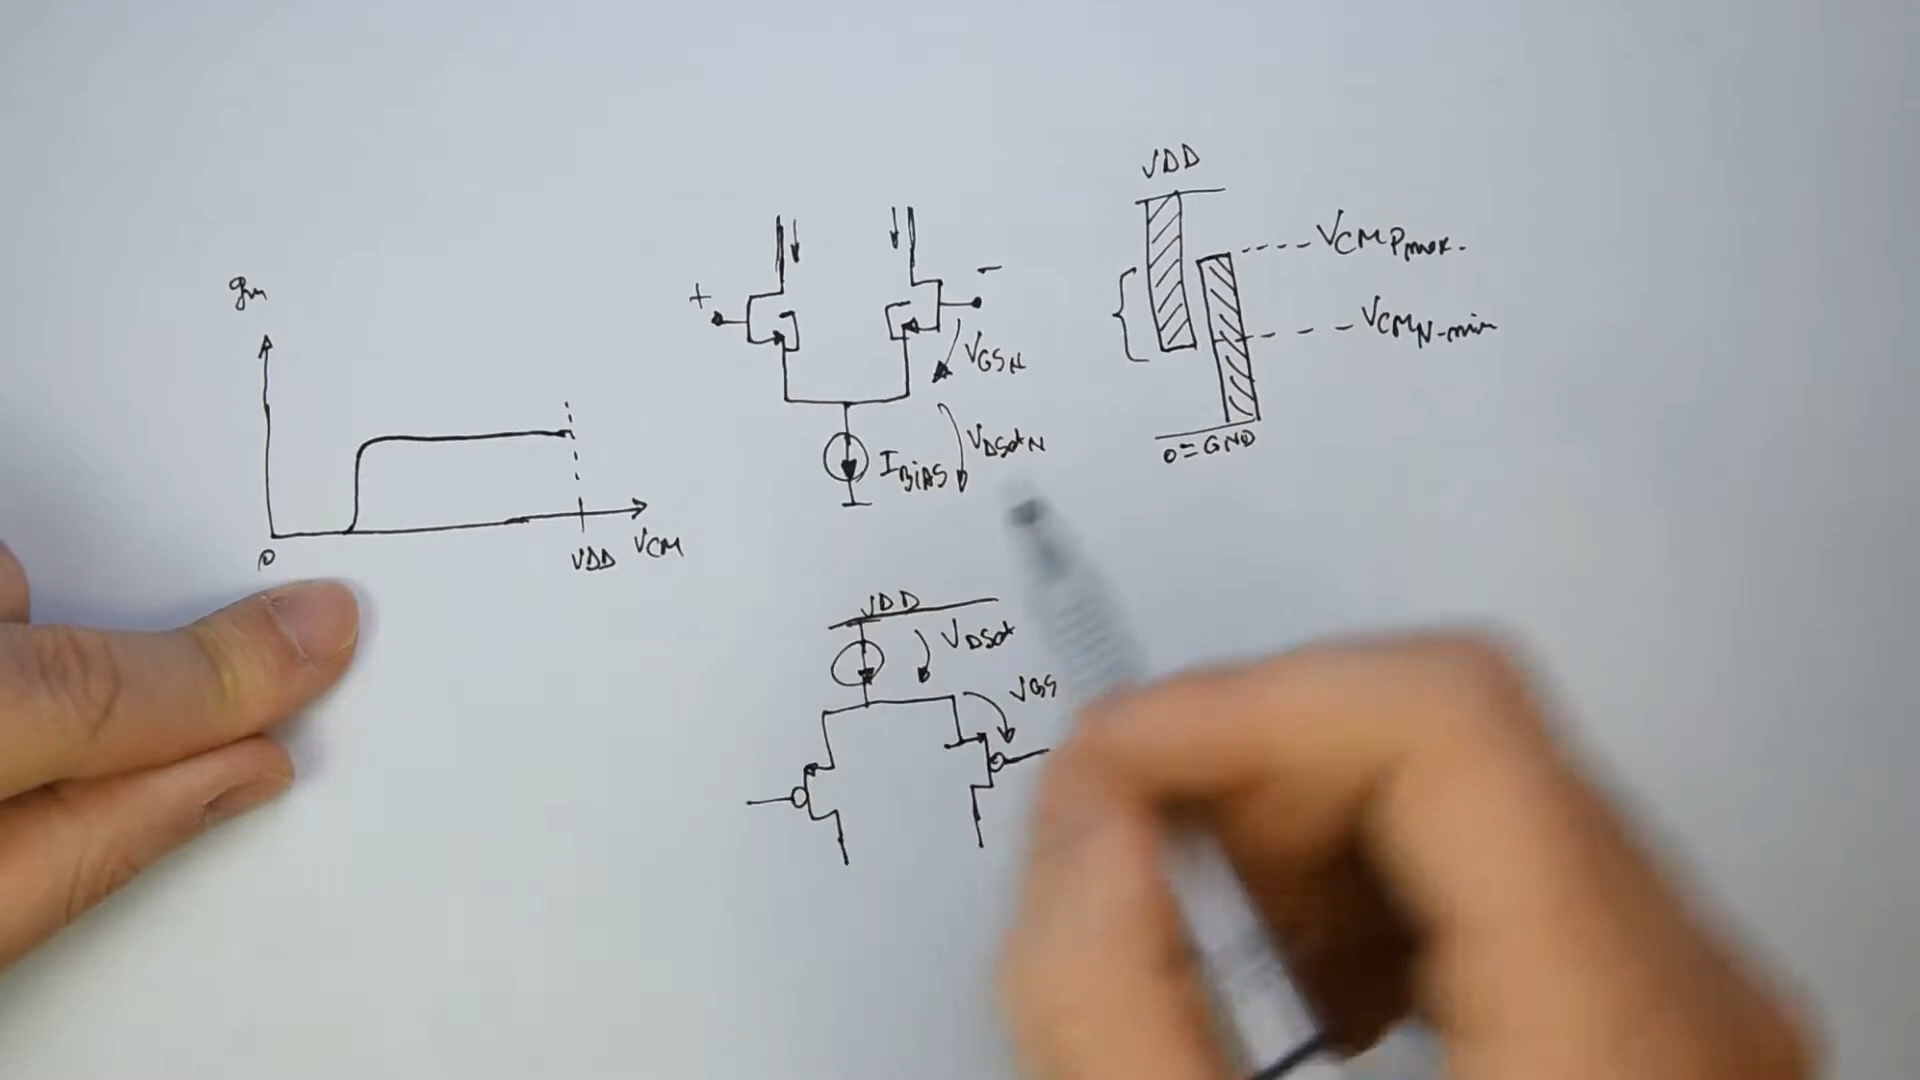 gm
0
VDD
VCM
+
-
VGSN
VDSatN
IBIAS
VDD
VCMPmax.
VCMN-min
0=GND
VDD
VDSat
VGS